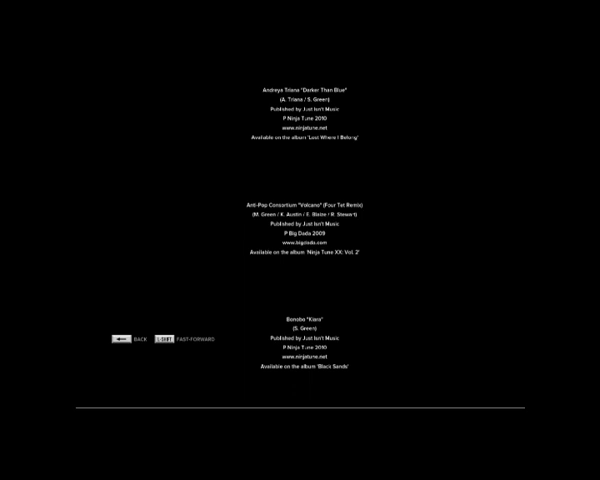 Andreya Triana "Darker Than Blue"
(A. Triana / S. Green)
Published by Just Isn't Music
P Ninja Tune 2010
www.ninjatune.net
Available on the album 'Lost Where I Belong'
Anti-Pop Consortium "Volcano" (Four Tet Remix)
(M. Green / K. Austin / E. Blaize / R. Stewart)
Published by Just Isn't Music
P Big Dada 2009
www.bigdada.com
Available on the album 'Ninja Tune XX: Vol. 2'
Bonobo "Kiara"
(S. Green)
Published by Just Isn't Music
P Ninja Tune 2010
www.ninjatune.net
Available on the album 'Black Sands'
BACK L-SHIFT FAST-FORWARD